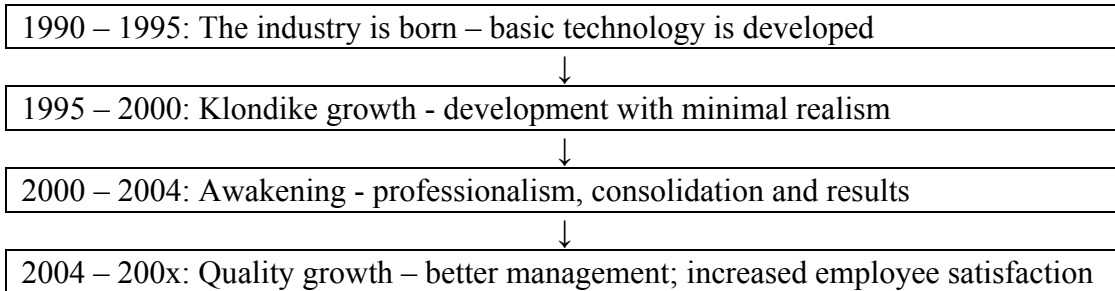 1990 – 1995: The industry is born – basic technology is developed
↓
1995 – 2000: Klondike growth - development with minimal realism
↓
2000 – 2004: Awakening - professionalism, consolidation and results
↓
2004 – 200x: Quality growth – better management; increased employee satisfaction